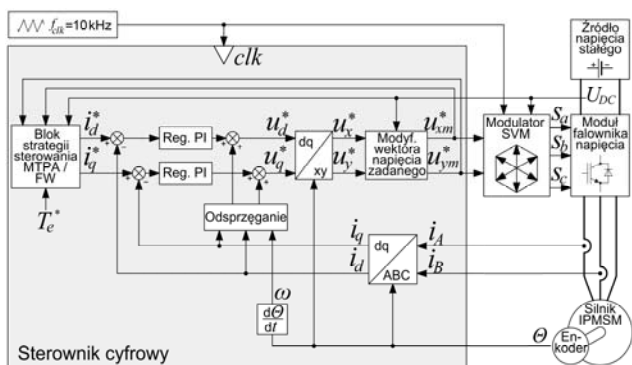 f_clk=10kHz
clk
Źródło
napięcia
stałego
U_DC
i_d^*
i_q^*
Blok
strategii
sterowania
MTPA /
FW
T_e^*
Reg. PI
Reg. PI
u_d^*
u_q^*
dq
xy
u_x^*
u_y^*
Modyf.
wektora
napięcia
zadanego
u_xm^*
u_ym^*
Modulator
SVM
S_a
S_b
S_c
Moduł
falownika
napięcia
Odsprzęganie
i_q
i_d
dq
ABC
i_A
i_B
ω
dΘ
dt
Θ
Silnik
IPMSM
En-
koder
Sterownik cyfrowy